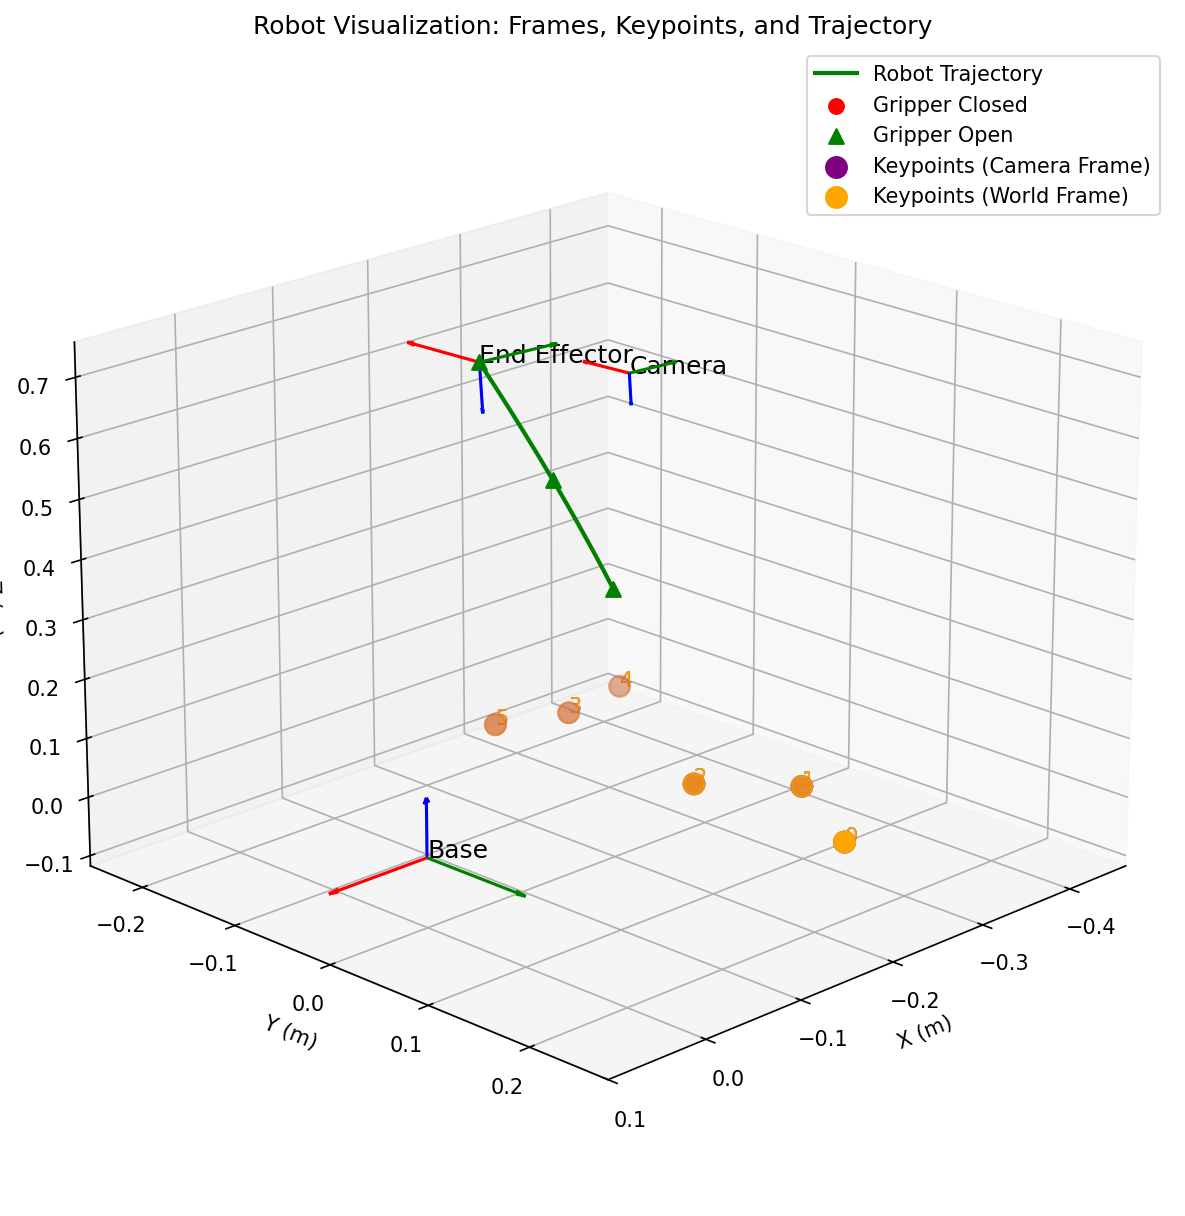 Robot Visualization: Frames, Keypoints, and Trajectory
Robot Trajectory
Gripper Closed
Gripper Open
Keypoints (Camera Frame)
Keypoints (World Frame)
End Effector
Camera
0.7
0.6
0.5
0.4
0.3
0.2
0.1
0.0
−0.1
4
3
5
2
1
0
Base
−0.2
−0.1
0.0
0.1
0.2
Y (m)
−0.4
−0.3
−0.2
−0.1
0.0
0.1
X (m)